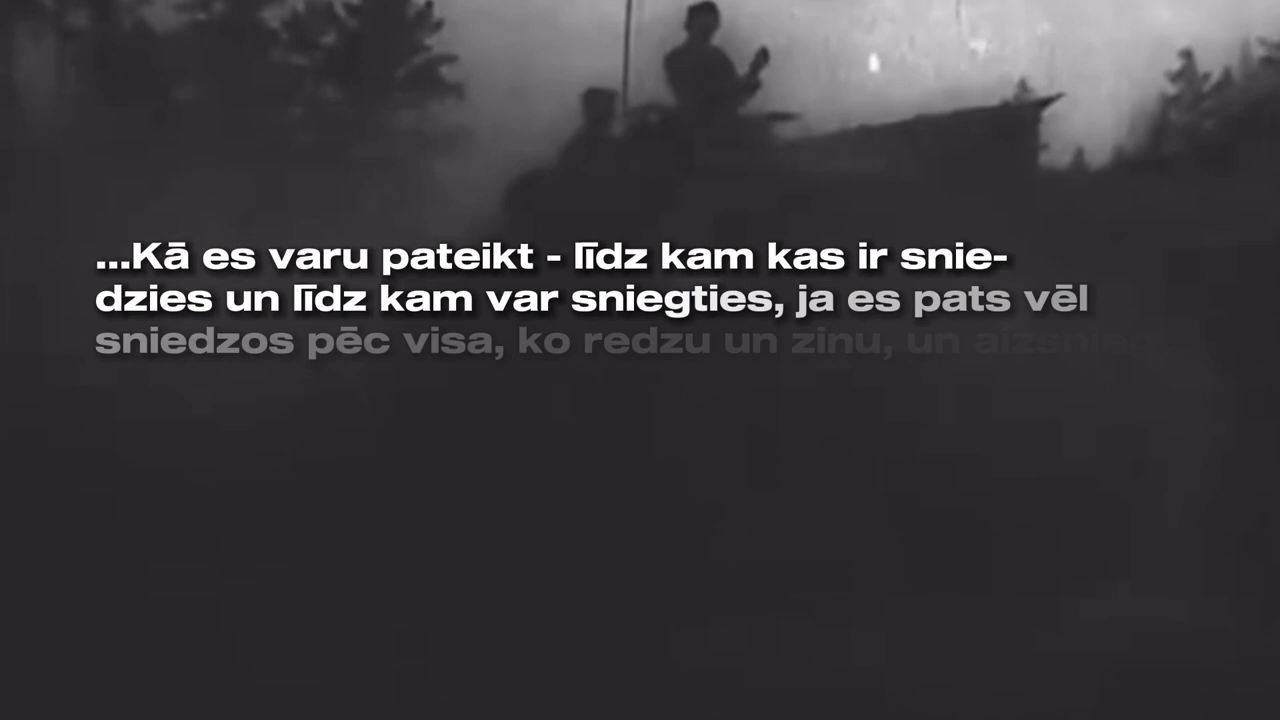 ...Kā es varu pateikt - līdz kam kas ir snie-
dzies un līdz kam var sniegties, ja es pats vēl
sniedzos pēc visa, ko redzu un zinu, un